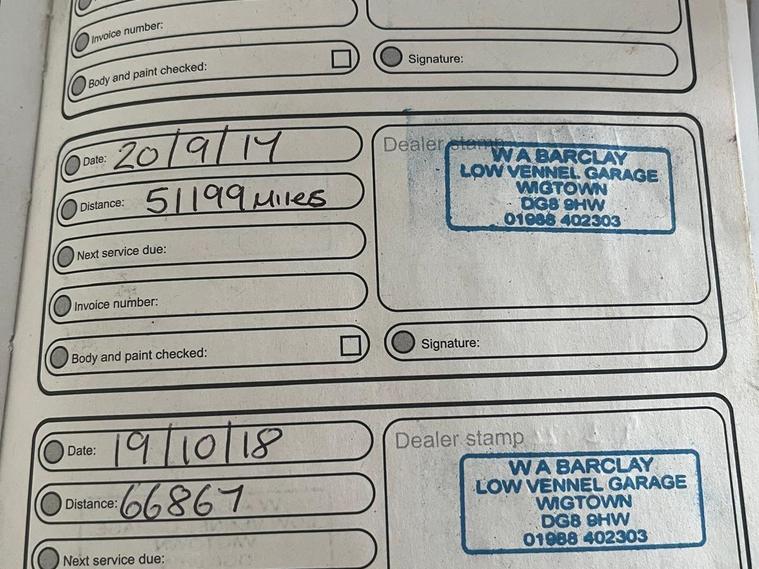 Invoice number:
Body and paint checked:
Signature:
Date: 20/9/14
Distance: 51199 Miles
Next service due:
Invoice number:
Body and paint checked:
Dealer stamp
W A BARCLAY
LOW VENNEL GARAGE
WIGTOWN
DG8 9HW
01988 402303
Signature:
Date: 19/10/18
Distance: 66867
Next service due:
Dealer stamp
W A BARCLAY
LOW VENNEL GARAGE
WIGTOWN
DG8 9HW
01988 402303